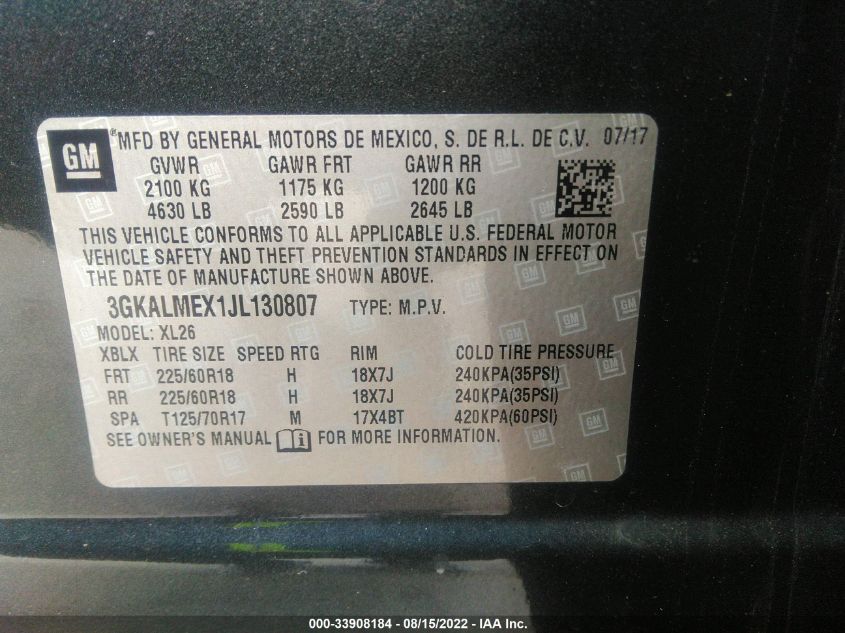 GM ® MFD BY GENERAL MOTORS DE MEXICO, S. DE R.L. DE C.V. 07/17
GVWR GAWR FRT GAWR RR
2100 KG 1175 KG 1200 KG
4630 LB 2590 LB 2645 LB
THIS VEHICLE CONFORMS TO ALL APPLICABLE U.S. FEDERAL MOTOR
VEHICLE SAFETY AND THEFT PREVENTION STANDARDS IN EFFECT ON
THE DATE OF MANUFACTURE SHOWN ABOVE.
3GKALMEX1JL130807 TYPE: M.P.V.
MODEL: XL26
XBLX TIRE SIZE SPEED RTG RIM COLD TIRE PRESSURE
FRT 225/60R18 H 18X7J 240KPA(35PSI)
RR 225/60R18 H 18X7J 240KPA(35PSI)
SPA T125/70R17 M 17X4BT 420KPA(60PSI)
SEE OWNER'S MANUAL FOR MORE INFORMATION.
000-33908184 - 08/15/2022 - IAA Inc.